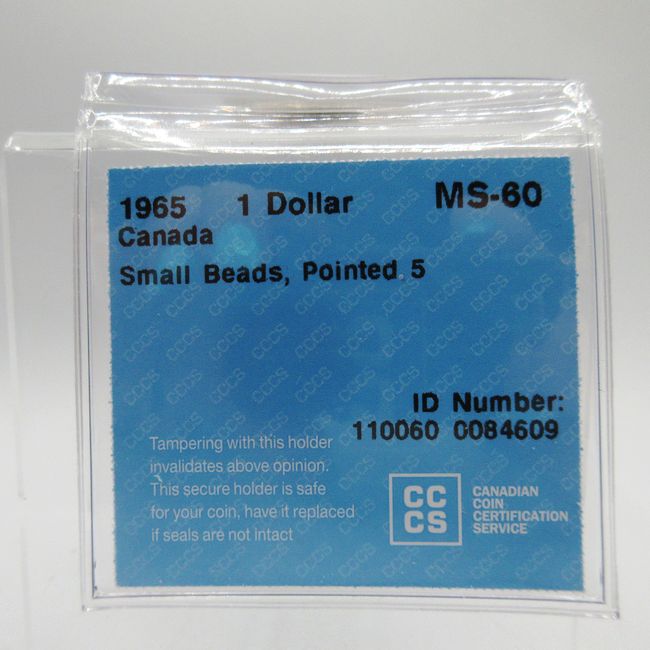 1965 1 Dollar MS-60
Canada
Small Beads, Pointed 5
ID Number:
110060 0084609
Tampering with this holder
invalidates above opinion.
This secure holder is safe
for your coin, have it replaced
if seals are not intact
CC
CS
CANADIAN
COIN
CERTIFICATION
SERVICE